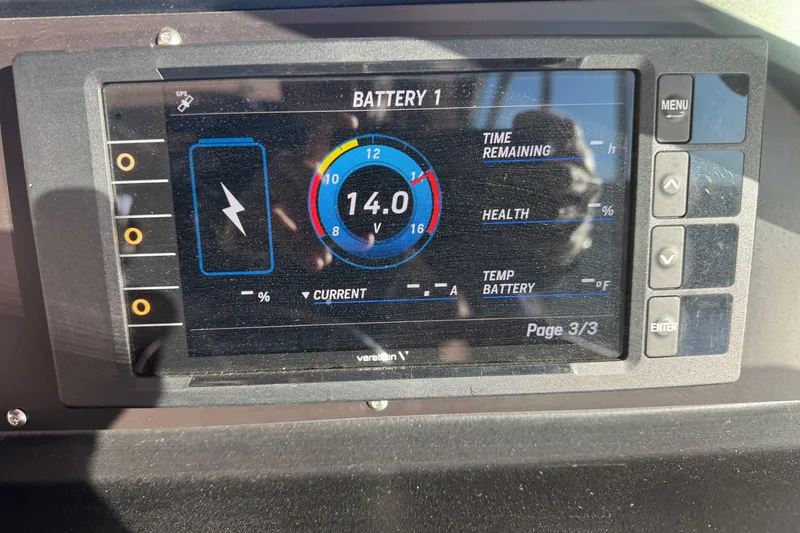 GPS
BATTERY 1
MENU
TIME
REMAINING - h
12
10
14
14.0
V
8
16
HEALTH - %
- %
▼ CURRENT -.- A
TEMP
BATTERY - °F
ENTER
Page 3/3
veratron V